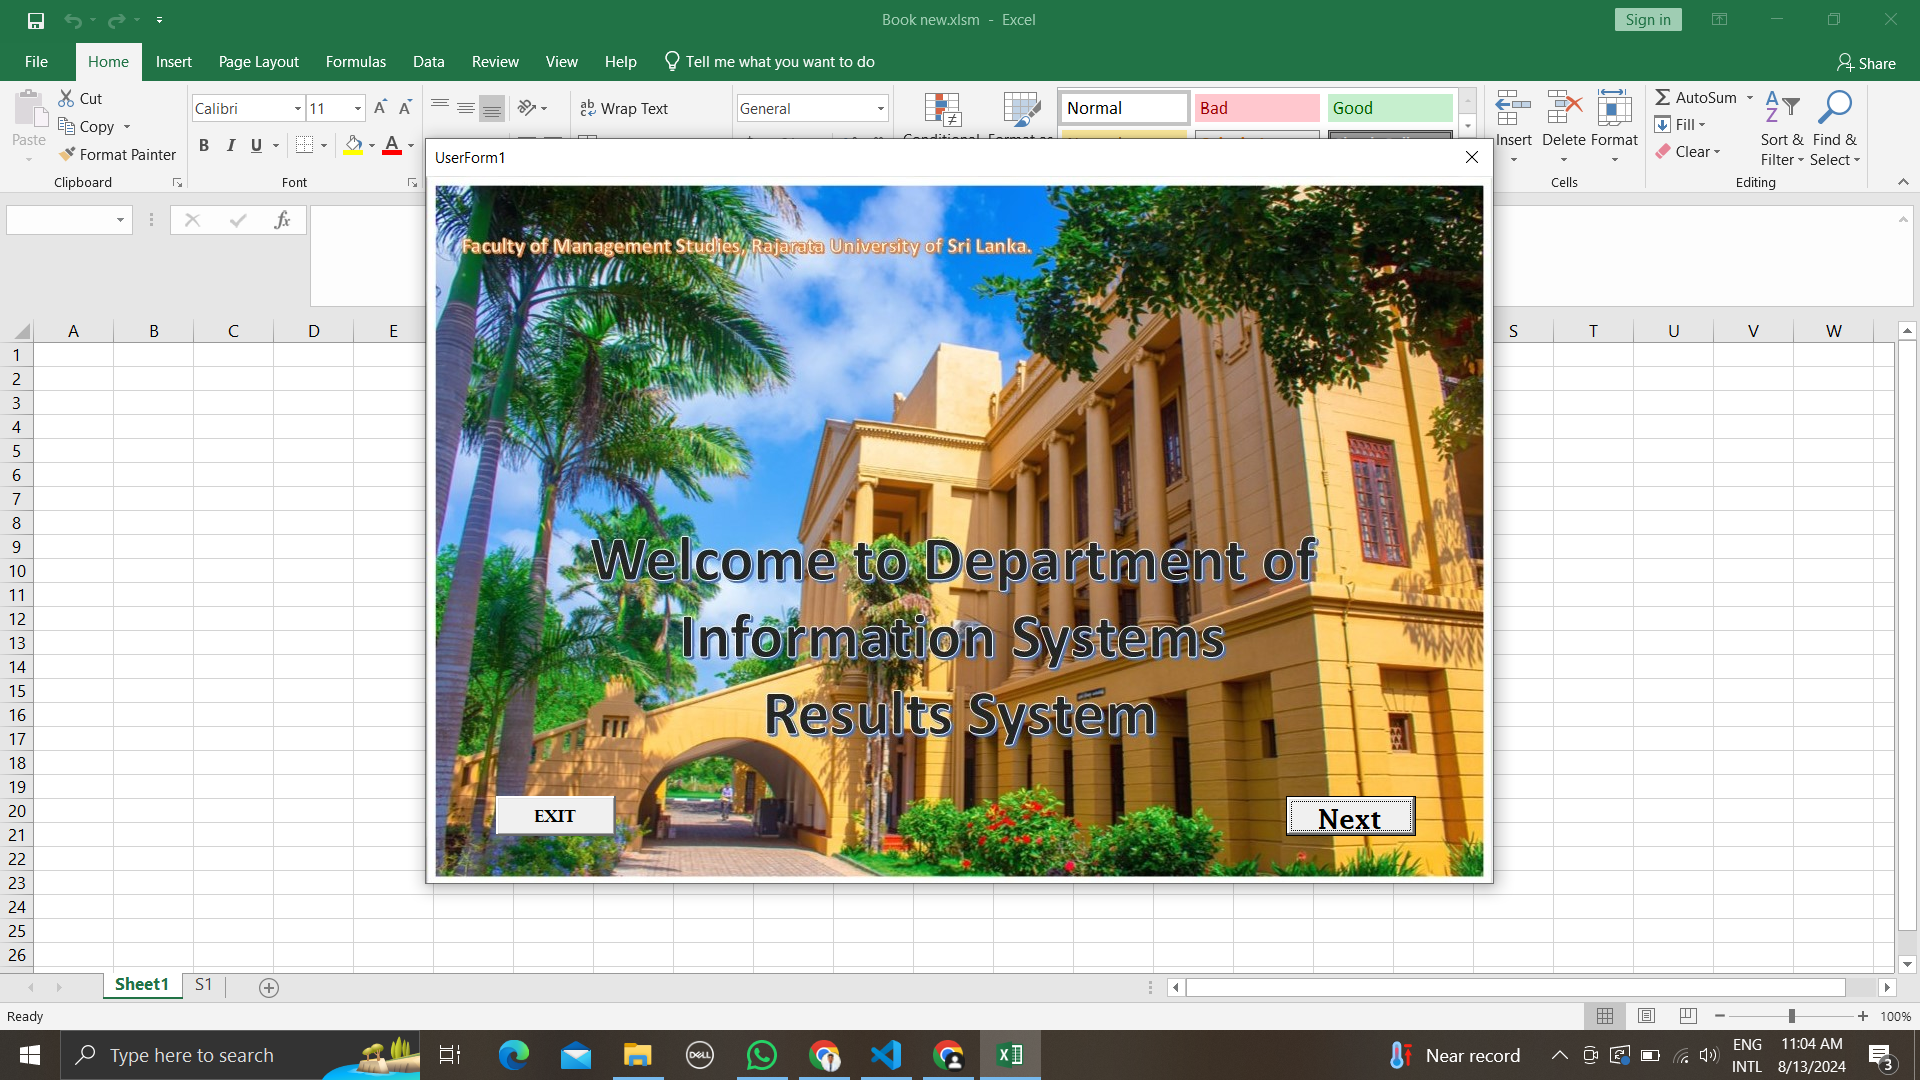 Book new.xlsm - Excel
Sign in
File
Home
Insert
Page Layout
Formulas
Data
Review
View
Help
Tell me what you want to do
Share
Paste
Cut
Copy
Format Painter
Clipboard
Calibri
11
B I U
A
Font
ab
Wrap Text
General
Normal
Bad
Good
Insert
Delete
Format
Cells
AutoSum
Fill
Clear
Sort &
Filter
Find &
Select
Editing
fx
UserForm1
Faculty of Management Studies, Rajarata University of Sri Lanka.
Welcome to Department of
Information Systems
Results System
EXIT
Next
A B C D E S T U V W
1
2
3
4
5
6
7
8
9
10
11
12
13
14
15
16
17
18
19
20
21
22
23
24
25
26
Sheet1
S1
Ready
100%
Type here to search
DELL
Near record
ENG
INTL
11:04 AM
8/13/2024
3